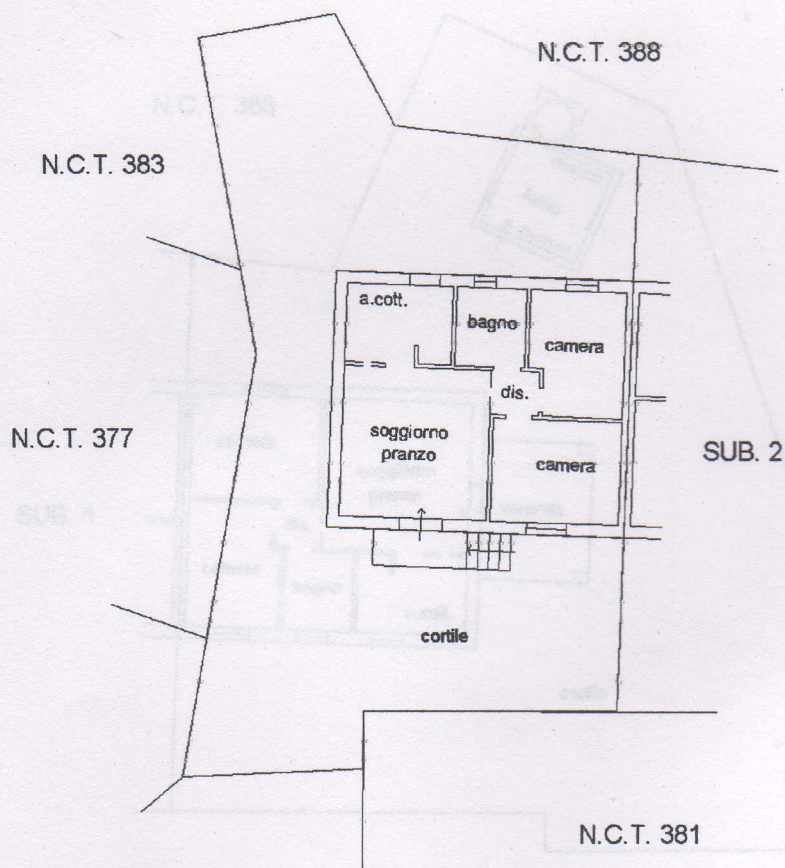 N.C.T. 388
N.C.T. 383
a.cott.
bagno
camera
dis.
N.C.T. 377
soggiorno
pranzo
camera
SUB. 2
cortile
N.C.T. 381